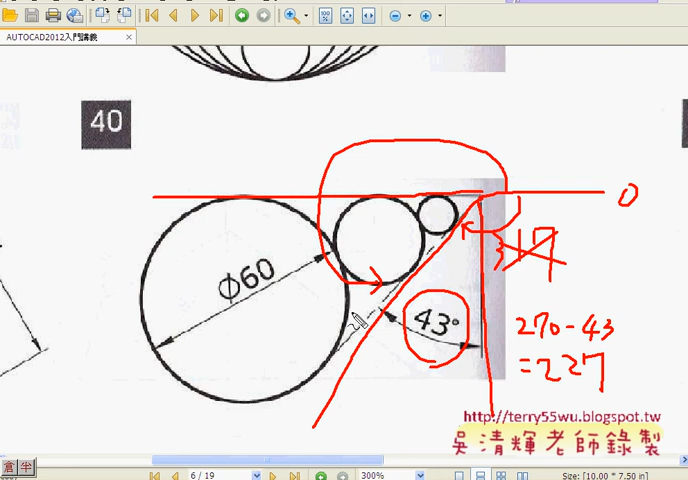 100%
AUTOCAD2012入門講義
40
0
ϕ60
43°
317
270-43
=227
http://terry55wu.blogspot.tw
吳清輝老師錄製
倉 半
6 / 19
300%
Size: [10.00 * 7.50 in]